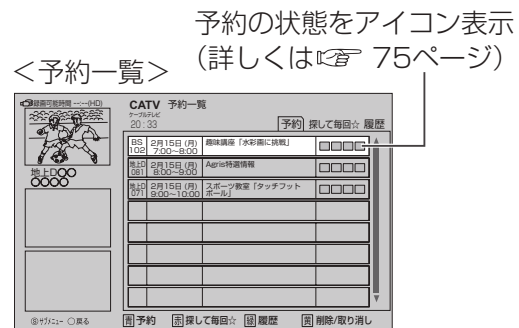 予約の状態をアイコン表示
(詳しくは☞ 75ページ)
<予約一覧>
録画可能時間 --:--(HD)
CATV 予約一覧
ケーブルテレビ
20:33
予約 探して毎回☆ 履歴
地上D○○
○○○○
BS 102 2月15日(月) 7:00～8:00 趣味講座「水彩画に挑戦」 □□□□
地上D 081 2月15日(月) 8:00～9:00 Agris特選情報 □□□□
地上D 071 2月15日(月) 9:00～10:00 スポーツ教室「タッチフットボール」 □□□□
Ⓢサブメニュー ○戻る
青 予約 赤 探して毎回☆ 緑 履歴 黄 削除/取り消し